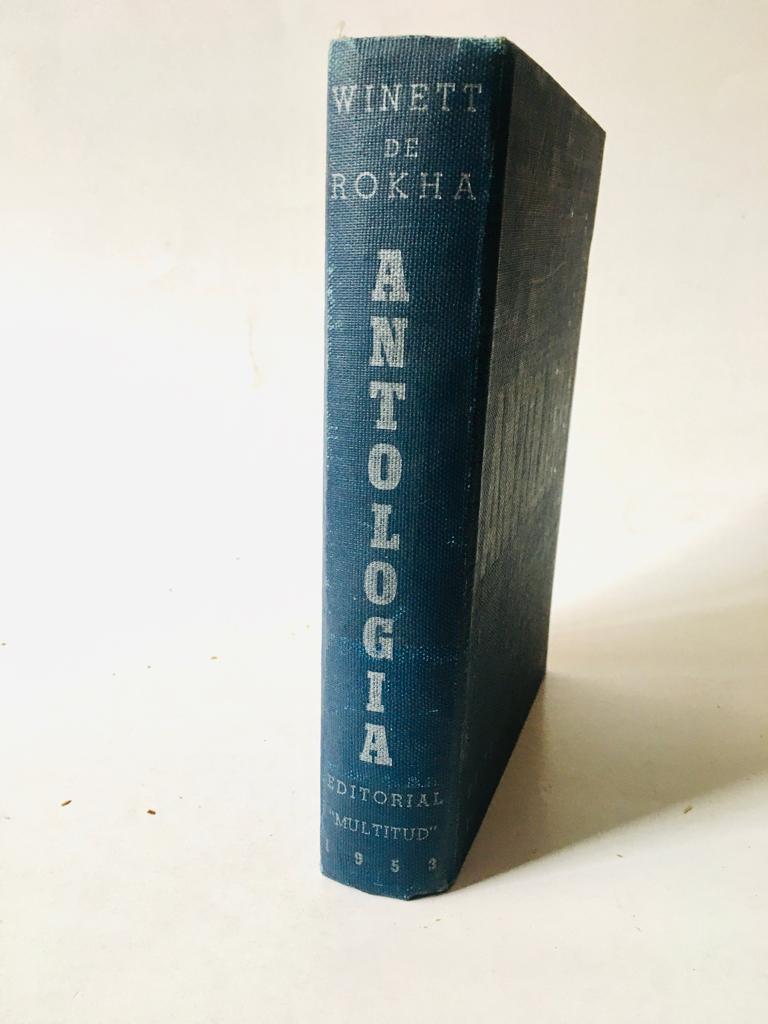 WINETT
DE
ROKHA
ANTOLOGIA
EDITORIAL
"MULTITUD"
1953